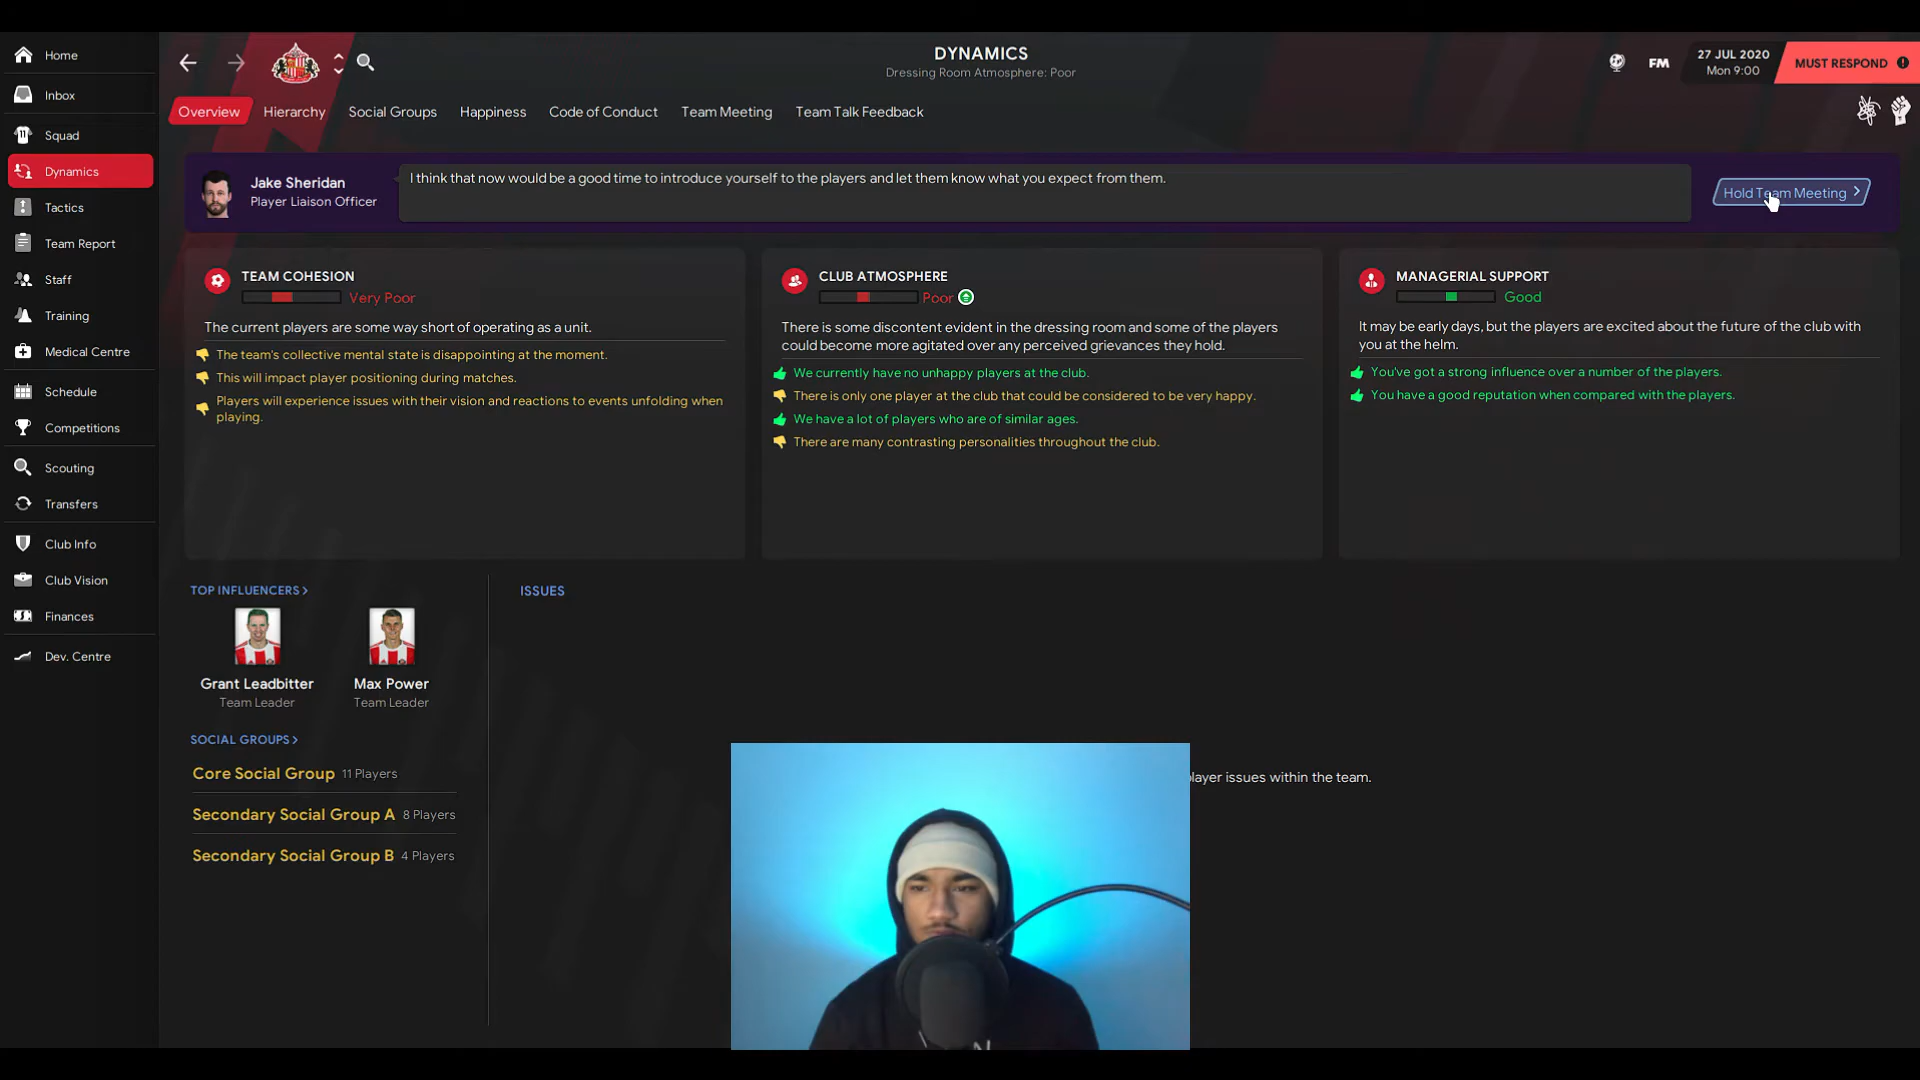 Home
Inbox
Squad
Dynamics
Tactics
Team Report
Staff
Training
Medical Centre
Schedule
Competitions
Scouting
Transfers
Club Info
Club Vision
Finances
Dev. Centre
DYNAMICS
Dressing Room Atmosphere: Poor
FM
27 JUL 2020
Mon 9:00
MUST RESPOND
Overview
Hierarchy
Social Groups
Happiness
Code of Conduct
Team Meeting
Team Talk Feedback
Jake Sheridan
Player Liaison Officer
I think that now would be a good time to introduce yourself to the players and let them know what you expect from them.
Hold Team Meeting >
TEAM COHESION
Very Poor
The current players are some way short of operating as a unit.
The team's collective mental state is disappointing at the moment.
This will impact player positioning during matches.
Players will experience issues with their vision and reactions to events unfolding when
playing.
CLUB ATMOSPHERE
Poor
There is some discontent evident in the dressing room and some of the players
could become more agitated over any perceived grievances they hold.
We currently have no unhappy players at the club.
There is only one player at the club that could be considered to be very happy.
We have a lot of players who are of similar ages.
There are many contrasting personalities throughout the club.
MANAGERIAL SUPPORT
Good
It may be early days, but the players are excited about the future of the club with
you at the helm.
You've got a strong influence over a number of the players.
You have a good reputation when compared with the players.
TOP INFLUENCERS >
Grant Leadbitter
Team Leader
Max Power
Team Leader
SOCIAL GROUPS >
Core Social Group 11 Players
Secondary Social Group A 8 Players
Secondary Social Group B 4 Players
ISSUES
issues within the team.